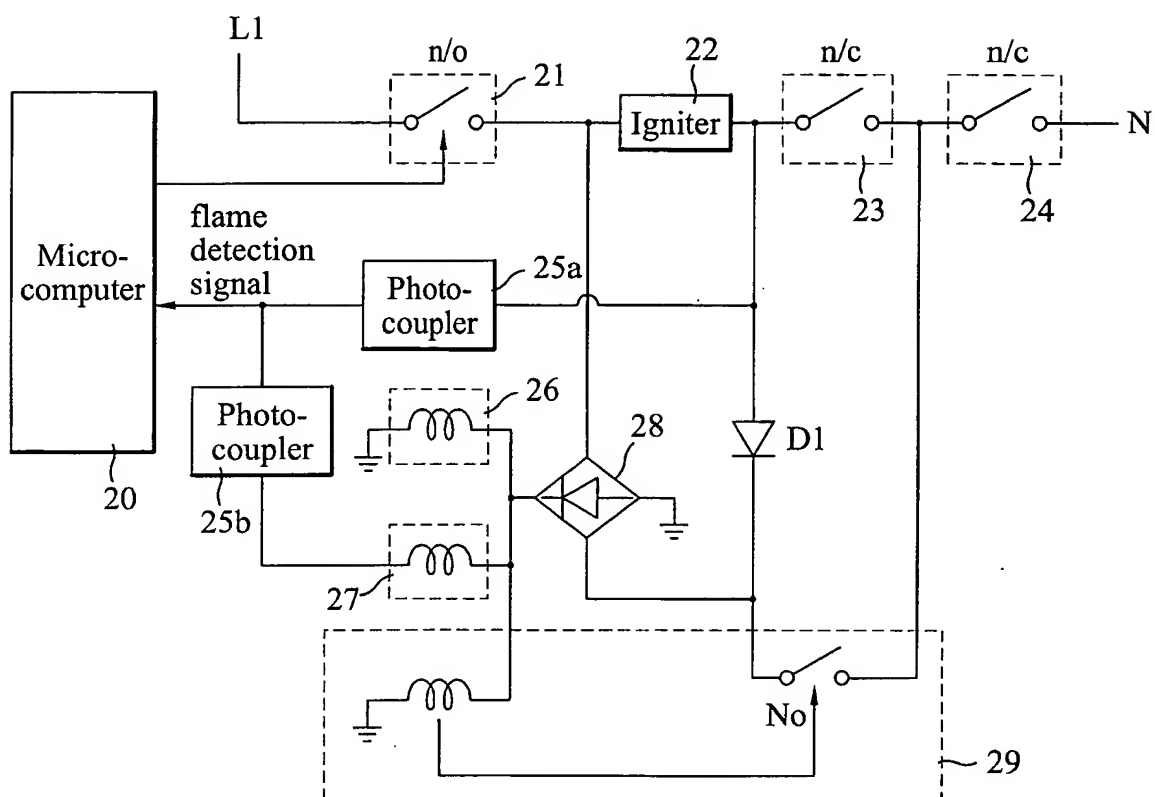 L1
n/o
21
22
Igniter
n/c
23
n/c
24
N
Micro-
computer
20
flame
detection
signal
Photo-
coupler
25a
Photo-
coupler
25b
26
27
28
D1
No
29